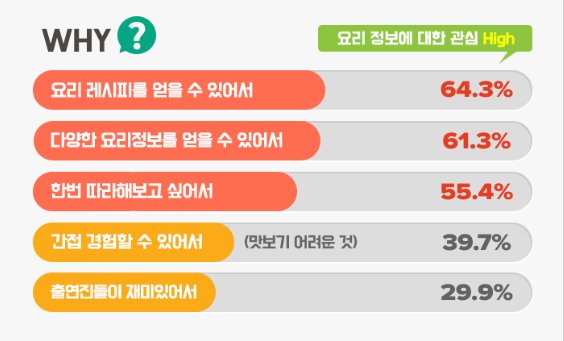 WHY ?
요리 정보에 대한 관심 High
요리 레시피를 얻을 수 있어서 64.3%
다양한 요리정보를 얻을 수 있어서 61.3%
한번 따라해보고 싶어서 55.4%
간접 경험할 수 있어서 (맛보기 어려운 것) 39.7%
출연진들이 재미있어서 29.9%